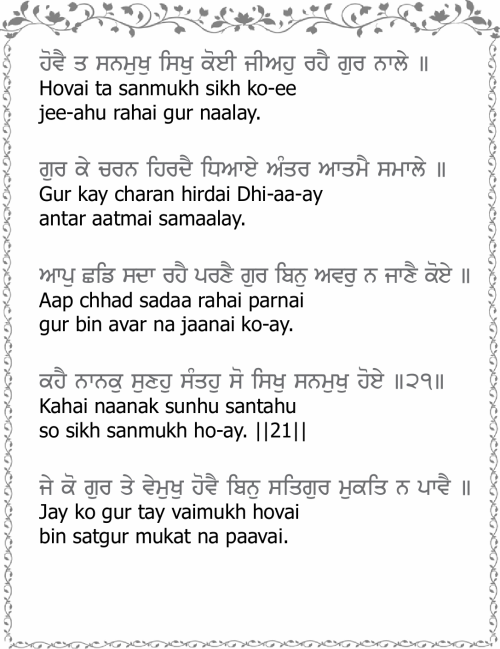 ਹੋਵੈ ਤ ਸਨਮੁਖੁ ਸਿਖੁ ਕੋਈ ਜੀਅਹੁ ਰਹੈ ਗੁਰ ਨਾਲੇ ॥
Hovai ta sanmukh sikh ko-ee
jee-ahu rahai gur naalay.
ਗੁਰ ਕੇ ਚਰਨ ਹਿਰਦੈ ਧਿਆਏ ਅੰਤਰ ਆਤਮੈ ਸਮਾਲੇ ॥
Gur kay charan hirdai Dhi-aa-ay
antar aatmai samaalay.
ਆਪੁ ਛਡਿ ਸਦਾ ਰਹੈ ਪਰਣੈ ਗੁਰ ਬਿਨੁ ਅਵਰੁ ਨ ਜਾਣੈ ਕੋਏ ॥
Aap chhad sadaa rahai parnai
gur bin avar na jaanai ko-ay.
ਕਹੈ ਨਾਨਕੁ ਸੁਣਹੁ ਸੰਤਹੁ ਸੋ ਸਿਖੁ ਸਨਮੁਖੁ ਹੋਏ ॥੨੧॥
Kahai naanak sunhu santahu
so sikh sanmukh ho-ay. ||21||
ਜੇ ਕੋ ਗੁਰ ਤੇ ਵੇਮੁਖੁ ਹੋਵੈ ਬਿਨੁ ਸਤਿਗੁਰ ਮੁਕਤਿ ਨ ਪਾਵੈ ॥
Jay ko gur tay vaimukh hovai
bin satgur mukat na paavai.